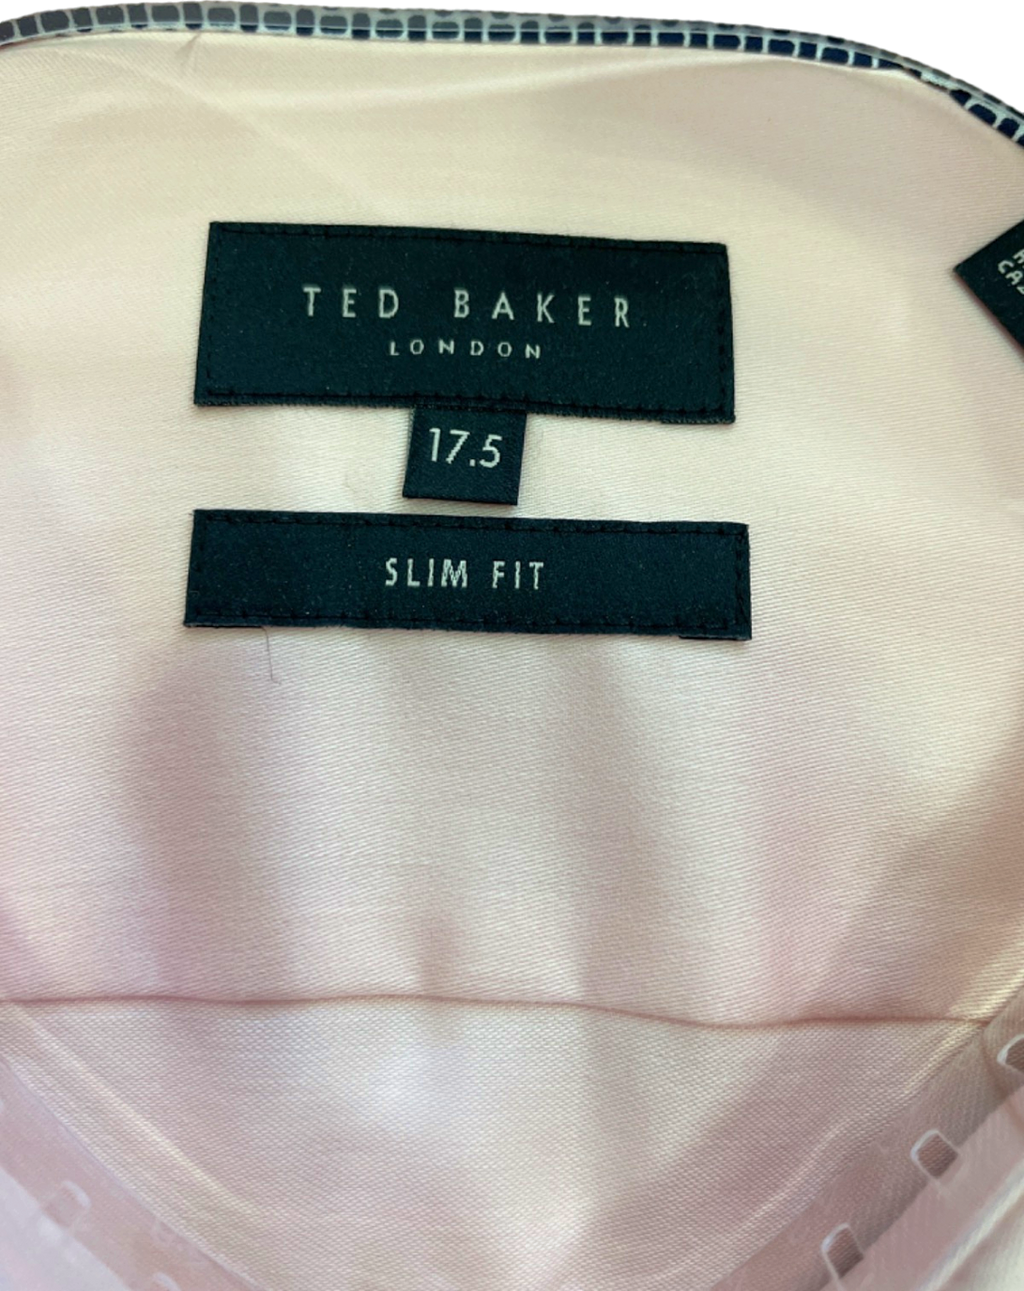 TED BAKER
LONDON
17.5
SLIM FIT